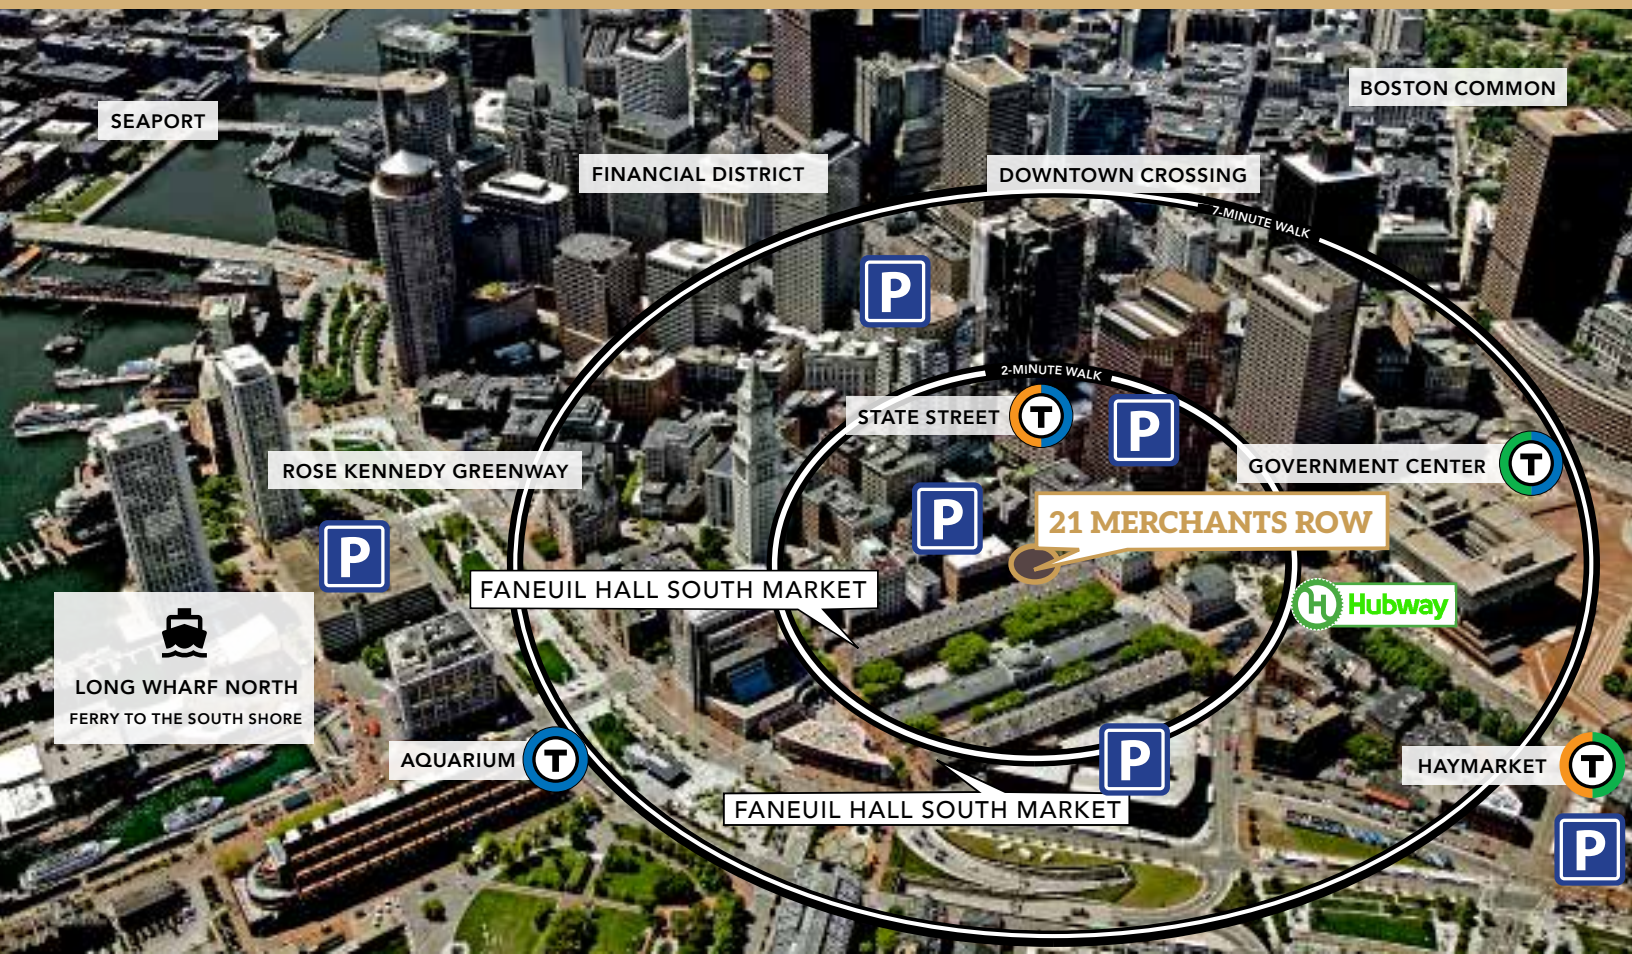 BOSTON COMMON
SEAPORT
FINANCIAL DISTRICT
DOWNTOWN CROSSING
7-MINUTE WALK
P
2-MINUTE WALK
STATE STREET
T
P
ROSE KENNEDY GREENWAY
GOVERNMENT CENTER
T
P
21 MERCHANTS ROW
P
FANEUIL HALL SOUTH MARKET
H Hubway
LONG WHARF NORTH
FERRY TO THE SOUTH SHORE
AQUARIUM
T
P
HAYMARKET
T
FANEUIL HALL SOUTH MARKET
P